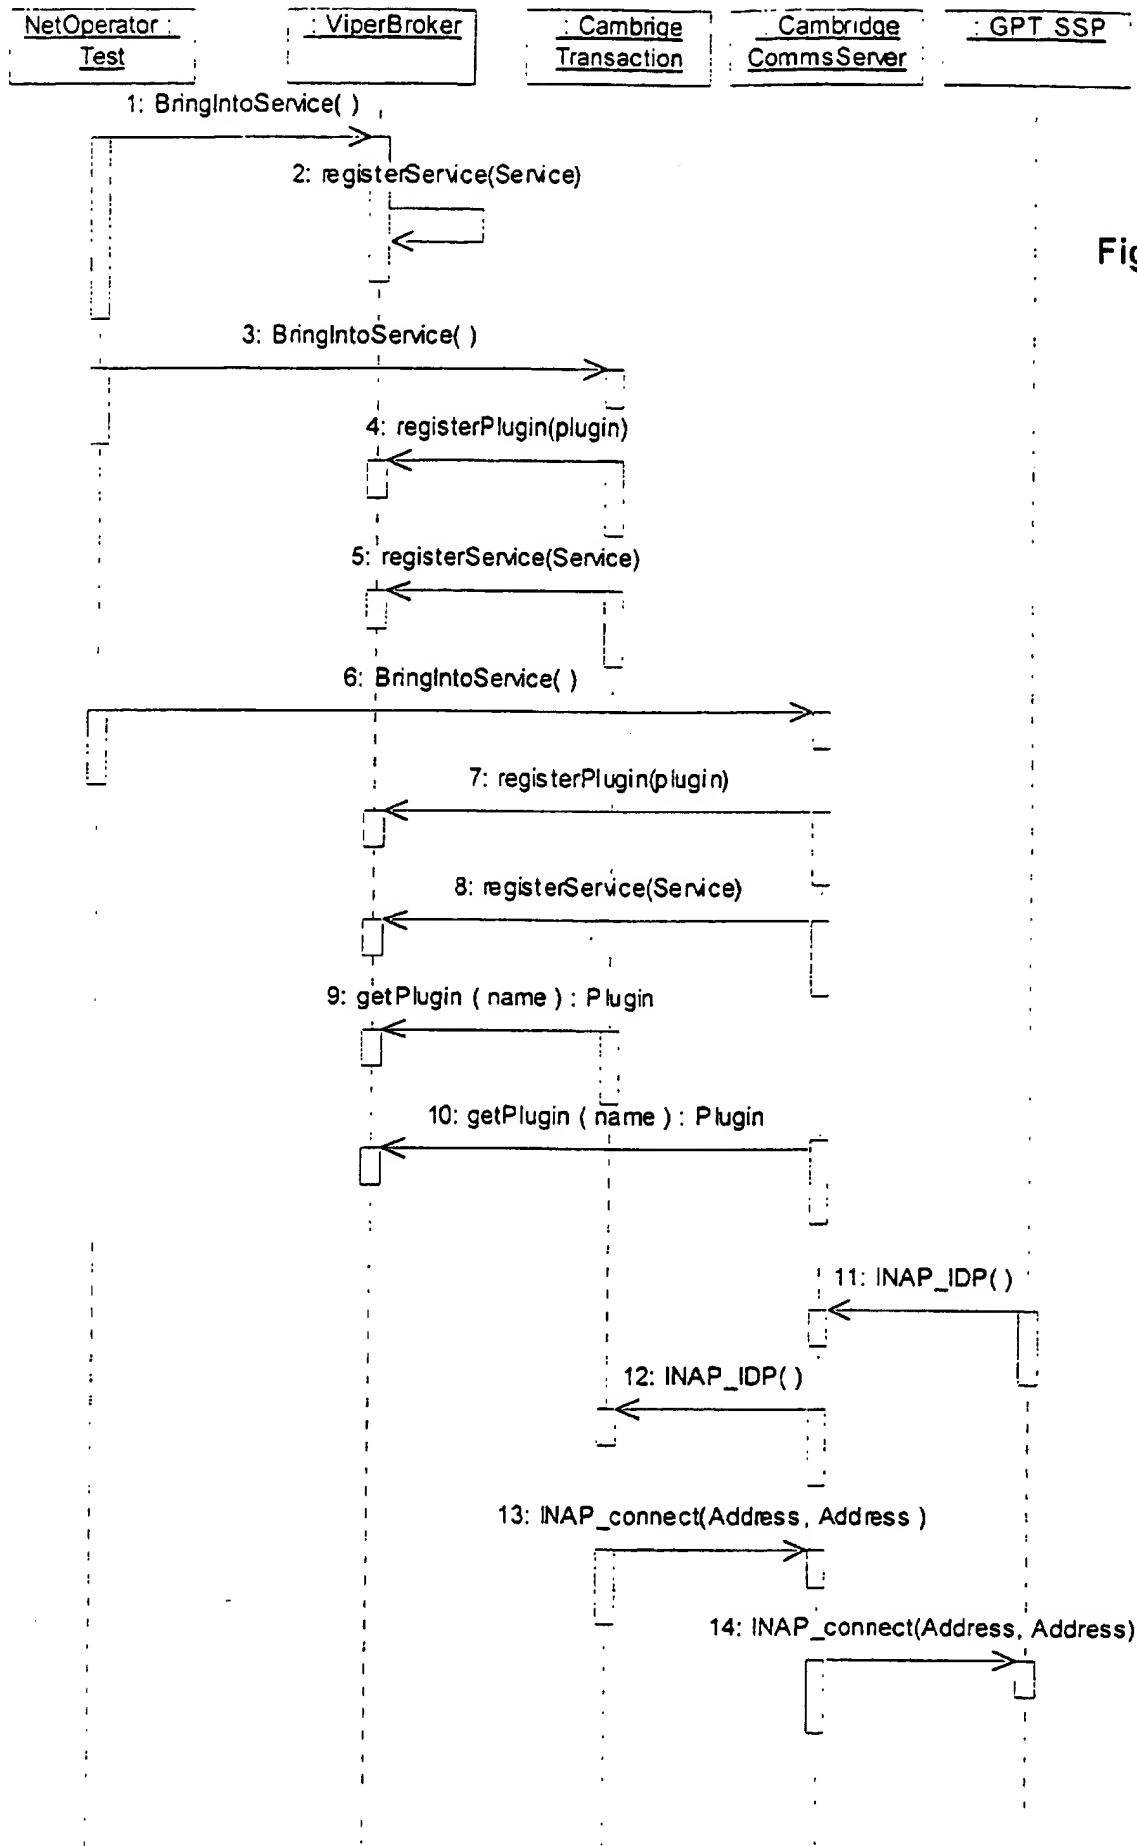 NetOperator :
Test
: ViperBroker
: Cambrige
Transaction
: Cambridge
CommsServer
: GPT SSP
1: BringIntoService( )
2: registerService(Service)
Fig
3: BringIntoService( )
4: registerPlugin(plugin)
5: registerService(Service)
6: BringIntoService( )
7: registerPlugin(plugin)
8: registerService(Service)
9: getPlugin ( name ) : Plugin
10: getPlugin ( name ) : Plugin
11: INAP_IDP( )
12: INAP_IDP( )
13: INAP_connect(Address, Address )
14: INAP_connect(Address, Address)